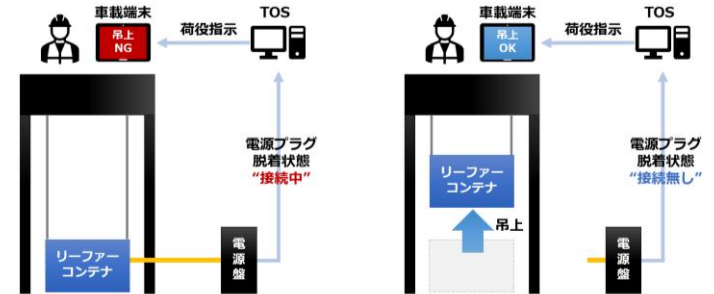 車載端末
TOS
吊上
NG
荷役指示
電源プラグ
脱着状態
“接続中”
リーファー
コンテナ
電
源
盤
車載端末
TOS
吊上
OK
荷役指示
電源プラグ
脱着状態
“接続無し”
リーファー
コンテナ
吊上
電
源
盤